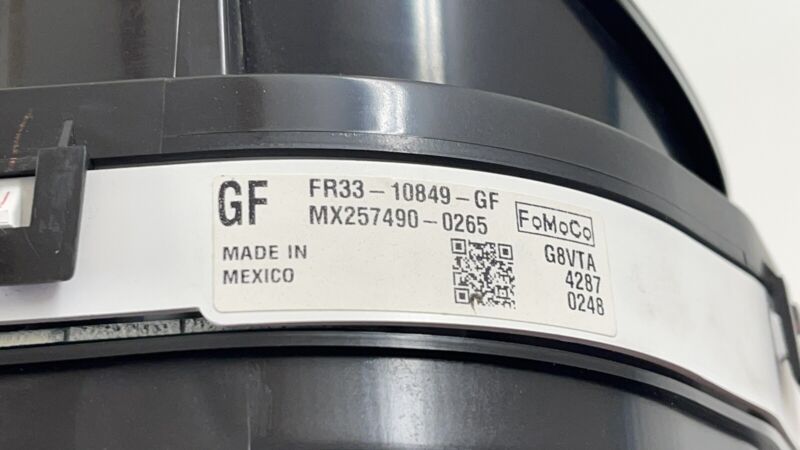 GF
FR33-10849-GF
MX257490-0265
FoMoCo
MADE IN
MEXICO
G8VTA
4287
0248